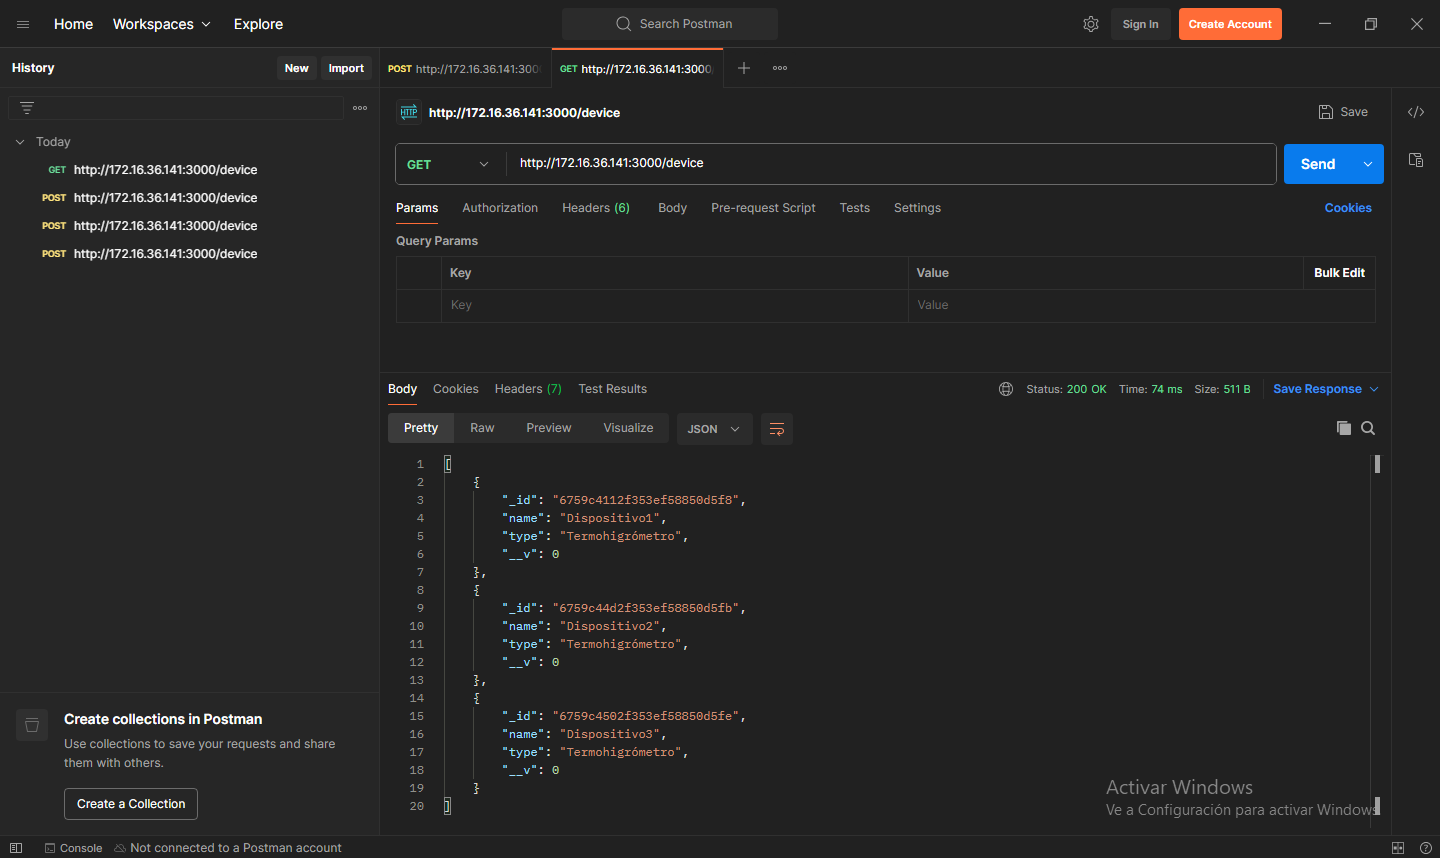 Home
Workspaces
Explore
Search Postman
Sign In
Create Account
History
New
Import
POST http://172.16.36.141:3000
GET http://172.16.36.141:3000
HTTP http://172.16.36.141:3000/device
Save
Today
GET http://172.16.36.141:3000/device
POST http://172.16.36.141:3000/device
POST http://172.16.36.141:3000/device
POST http://172.16.36.141:3000/device
GET
http://172.16.36.141:3000/device
Send
Params
Authorization
Headers (6)
Body
Pre-request Script
Tests
Settings
Cookies
Query Params
Key
Value
Bulk Edit
Key
Value
Body
Cookies
Headers (7)
Test Results
Status: 200 OK
Time: 74 ms
Size: 511 B
Save Response
Pretty
Raw
Preview
Visualize
JSON
1 [
2 {
3 "_id": "6759c4112f353ef58850d5f8",
4 "name": "Dispositivo1",
5 "type": "Termohigrómetro",
6 "__v": 0
7 },
8 {
9 "_id": "6759c44d2f353ef58850d5fb",
10 "name": "Dispositivo2",
11 "type": "Termohigrómetro",
12 "__v": 0
13 },
14 {
15 "_id": "6759c4502f353ef58850d5fe",
16 "name": "Dispositivo3",
17 "type": "Termohigrómetro",
18 "__v": 0
19 }
20 ]
Create collections in Postman
Use collections to save your requests and share
them with others.
Create a Collection
Activar Windows
Ve a Configuración para activar Windows
Console
Not connected to a Postman account